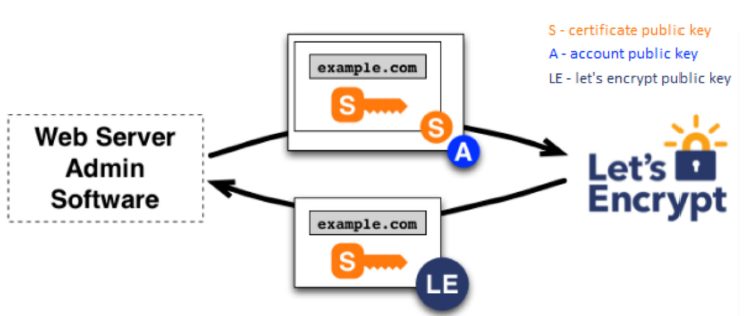 S - certificate public key
A - account public key
LE - let's encrypt public key
example.com
S
S
A
Web Server
Admin
Software
Let's
Encrypt
example.com
S
LE